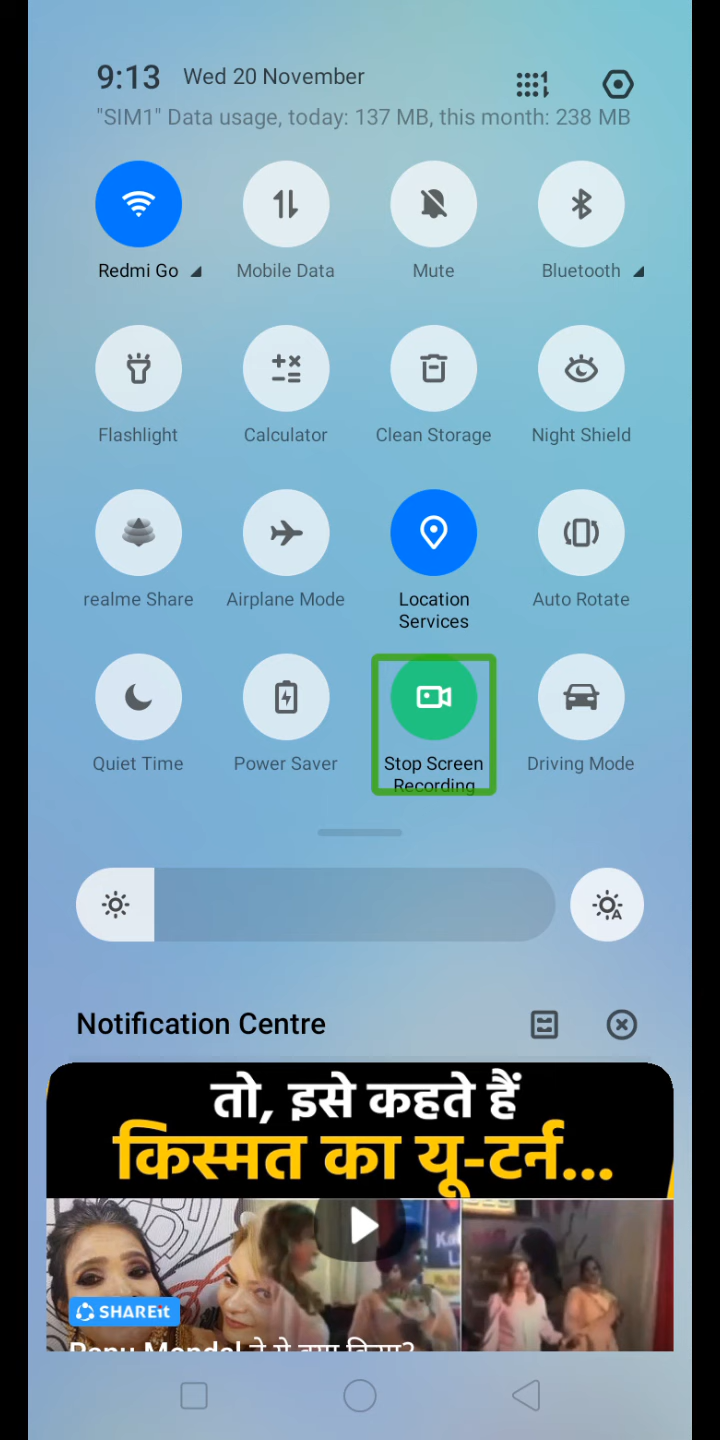 9:13 Wed 20 November
"SIM1" Data usage, today: 137 MB, this month: 238 MB
Redmi Go Mobile Data Mute Bluetooth
Flashlight Calculator Clean Storage Night Shield
realme Share Airplane Mode Location Services Auto Rotate
Quiet Time Power Saver Stop Screen Recording Driving Mode
Notification Centre
तो, इसे कहते हैं
किस्मत का यू-टर्न...
SHAREit
Ranu Mondal ने ये क्या किया?